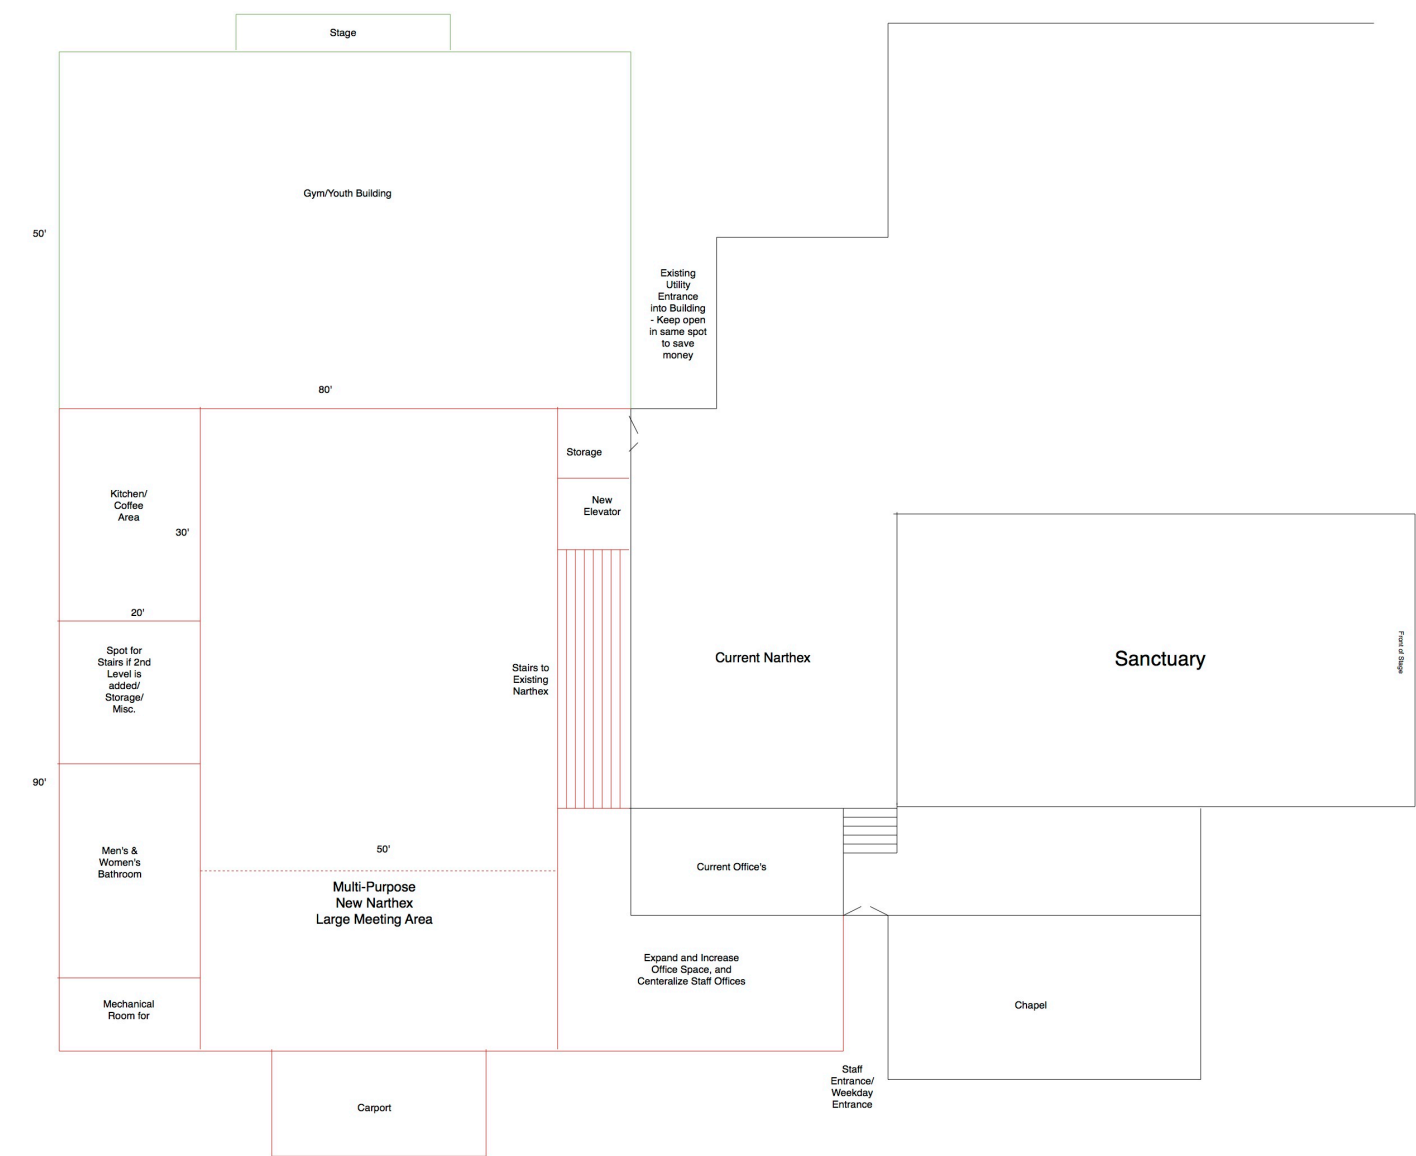 Stage
Gym/Youth Building
50'
Existing
Utility
Entrance
into Building
- Keep open
in same spot
to save
money
80'
Storage
New
Elevator
Kitchen/
Coffee
Area
30'
20'
Spot for
Stairs if 2nd
Level is
added/
Storage/
Misc.
Stairs to
Existing
Narthex
Current Narthex
Sanctuary
Front of Stage
90'
Men's &
Women's
Bathroom
50'
Multi-Purpose
New Narthex
Large Meeting Area
Current Office's
Expand and Increase
Office Space, and
Centeralize Staff Offices
Mechanical
Room for
Chapel
Staff
Entrance/
Weekday
Entrance
Carport